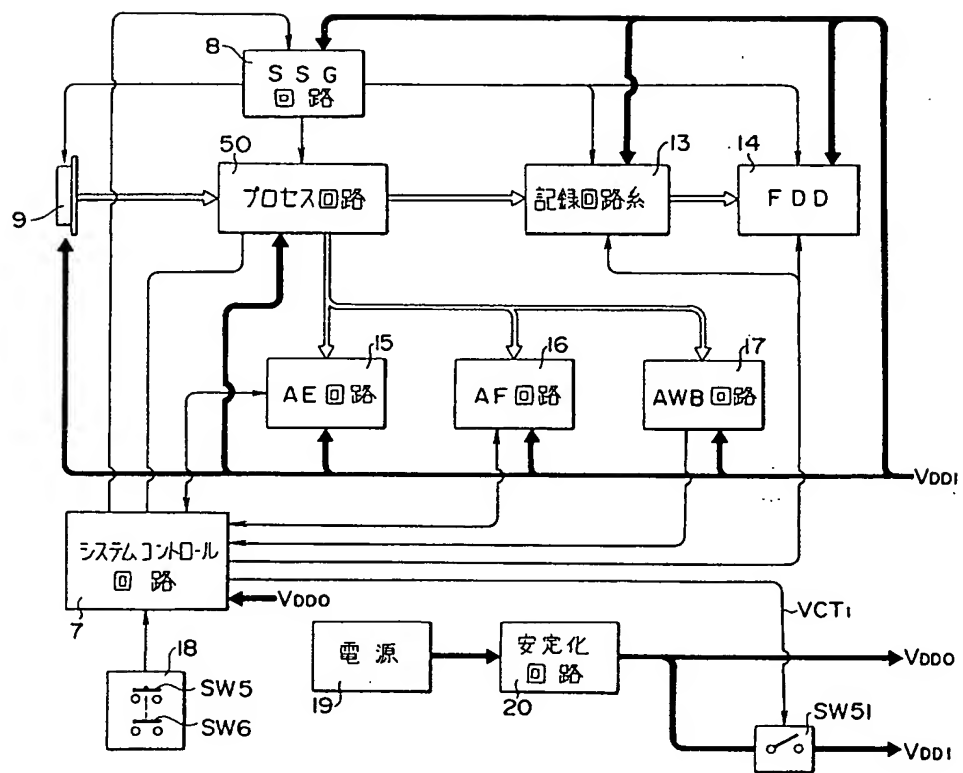 8
SSG
回路
50
プロセス回路
13
記録回路系
14
FDD
9
15
AE回路
16
AF回路
17
AWB回路
VDD1
システムコントロール
回路
7
VDD0
VCT1
18
SW5
SW6
電源
19
安定化
回路
20
VDD0
SW51
VDD1